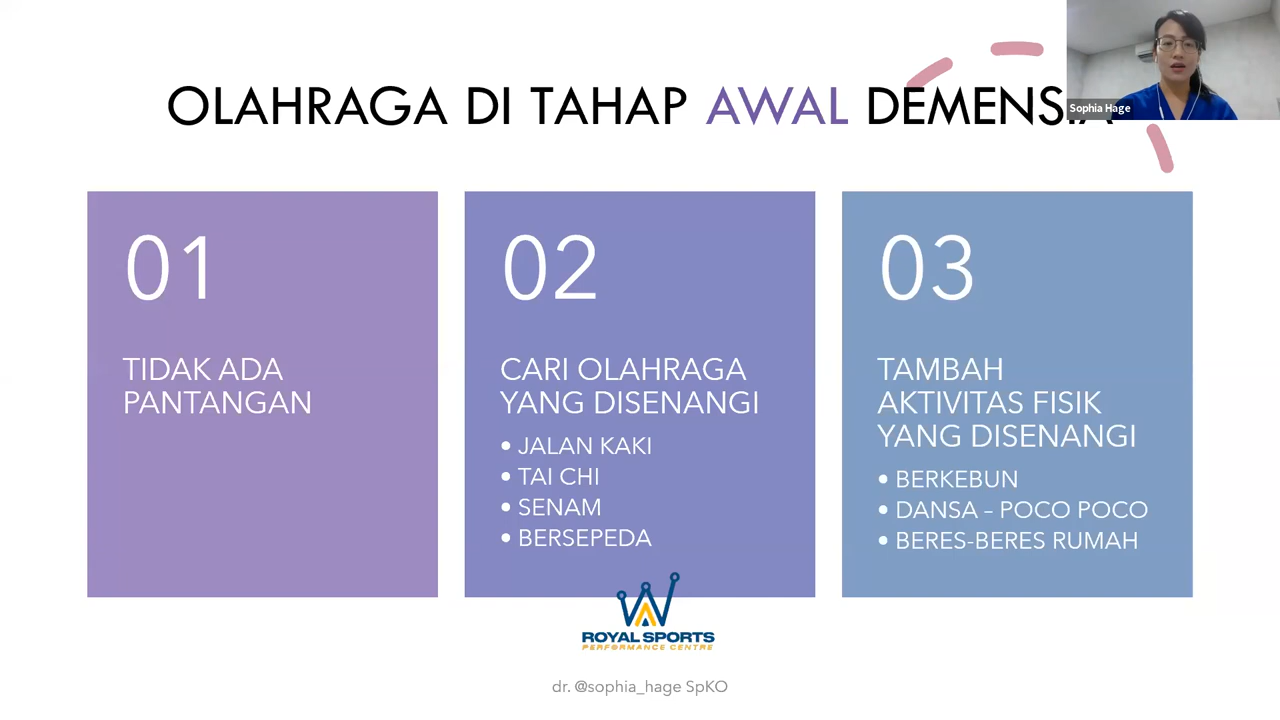 OLAHRAGA DI TAHAP AWAL DEMENSIA
Sophia Hage
01
TIDAK ADA
PANTANGAN
02
CARI OLAHRAGA
YANG DISENANGI
• JALAN KAKI
• TAI CHI
• SENAM
• BERSEPEDA
03
TAMBAH
AKTIVITAS FISIK
YANG DISENANGI
• BERKEBUN
• DANSA – POCO POCO
• BERES-BERES RUMAH
ROYAL SPORTS
PERFORMANCE CENTRE
dr. @sophia_hage SpKO